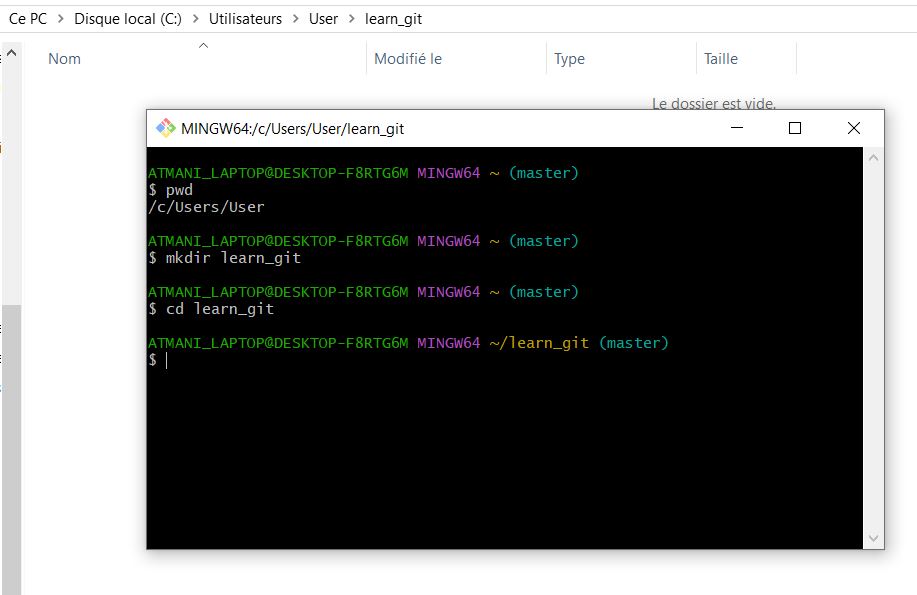 Ce PC > Disque local (C:) > Utilisateurs > User > learn_git
Nom Modifié le Type Taille
Le dossier est vide.
MINGW64:/c/Users/User/learn_git
ATMANI_LAPTOP@DESKTOP-F8RTG6M MINGW64 ~ (master)
$ pwd
/c/Users/User
ATMANI_LAPTOP@DESKTOP-F8RTG6M MINGW64 ~ (master)
$ mkdir learn_git
ATMANI_LAPTOP@DESKTOP-F8RTG6M MINGW64 ~ (master)
$ cd learn_git
ATMANI_LAPTOP@DESKTOP-F8RTG6M MINGW64 ~/learn_git (master)
$